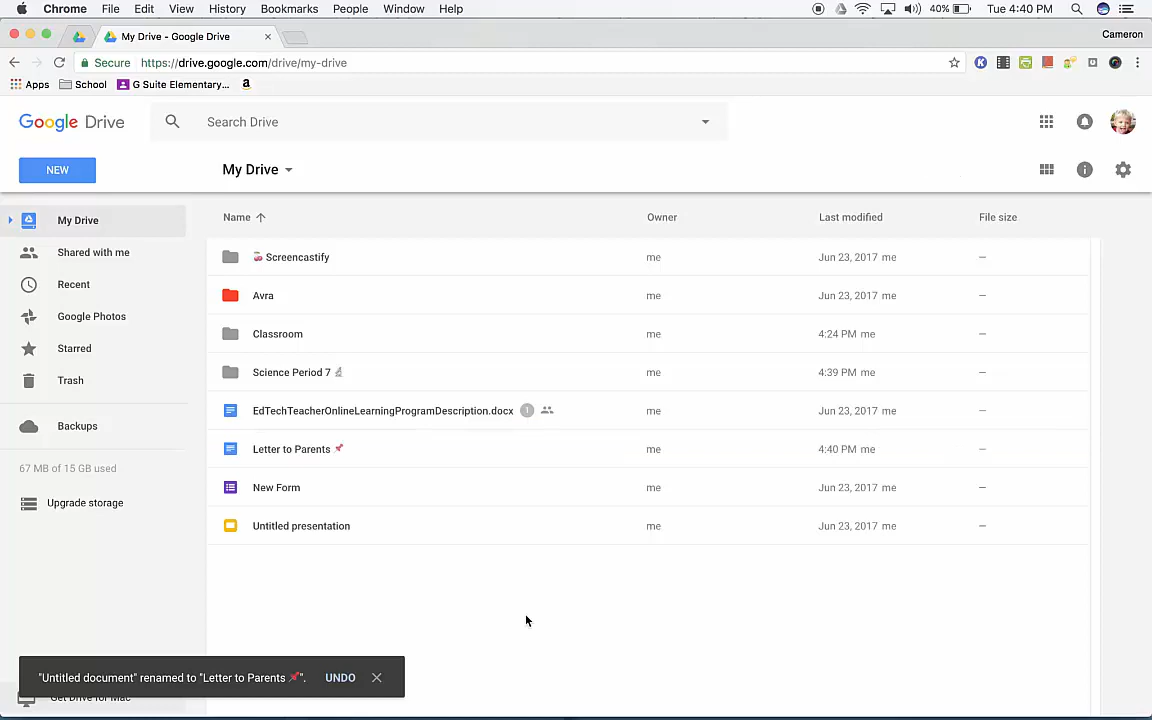 Chrome File Edit View History Bookmarks People Window Help 40% Tue 4:40 PM
My Drive - Google Drive × Cameron
Secure https://drive.google.com/drive/my-drive
Apps School G Suite Elementary... a
Google Drive Search Drive
NEW My Drive
My Drive
Shared with me
Recent
Google Photos
Starred
Trash
Backups
67 MB of 15 GB used
Upgrade storage
Get Drive for Mac
Name Owner Last modified File size
🍒 Screencastify me Jun 23, 2017 me –
Avra me Jun 23, 2017 me –
Classroom me 4:24 PM me –
Science Period 7 🔬 me 4:39 PM me –
EdTechTeacherOnlineLearningProgramDescription.docx 1 me Jun 23, 2017 me –
Letter to Parents 📌 me 4:40 PM me –
New Form me Jun 23, 2017 me –
Untitled presentation me Jun 23, 2017 me –
"Untitled document" renamed to "Letter to Parents 📌". UNDO ×